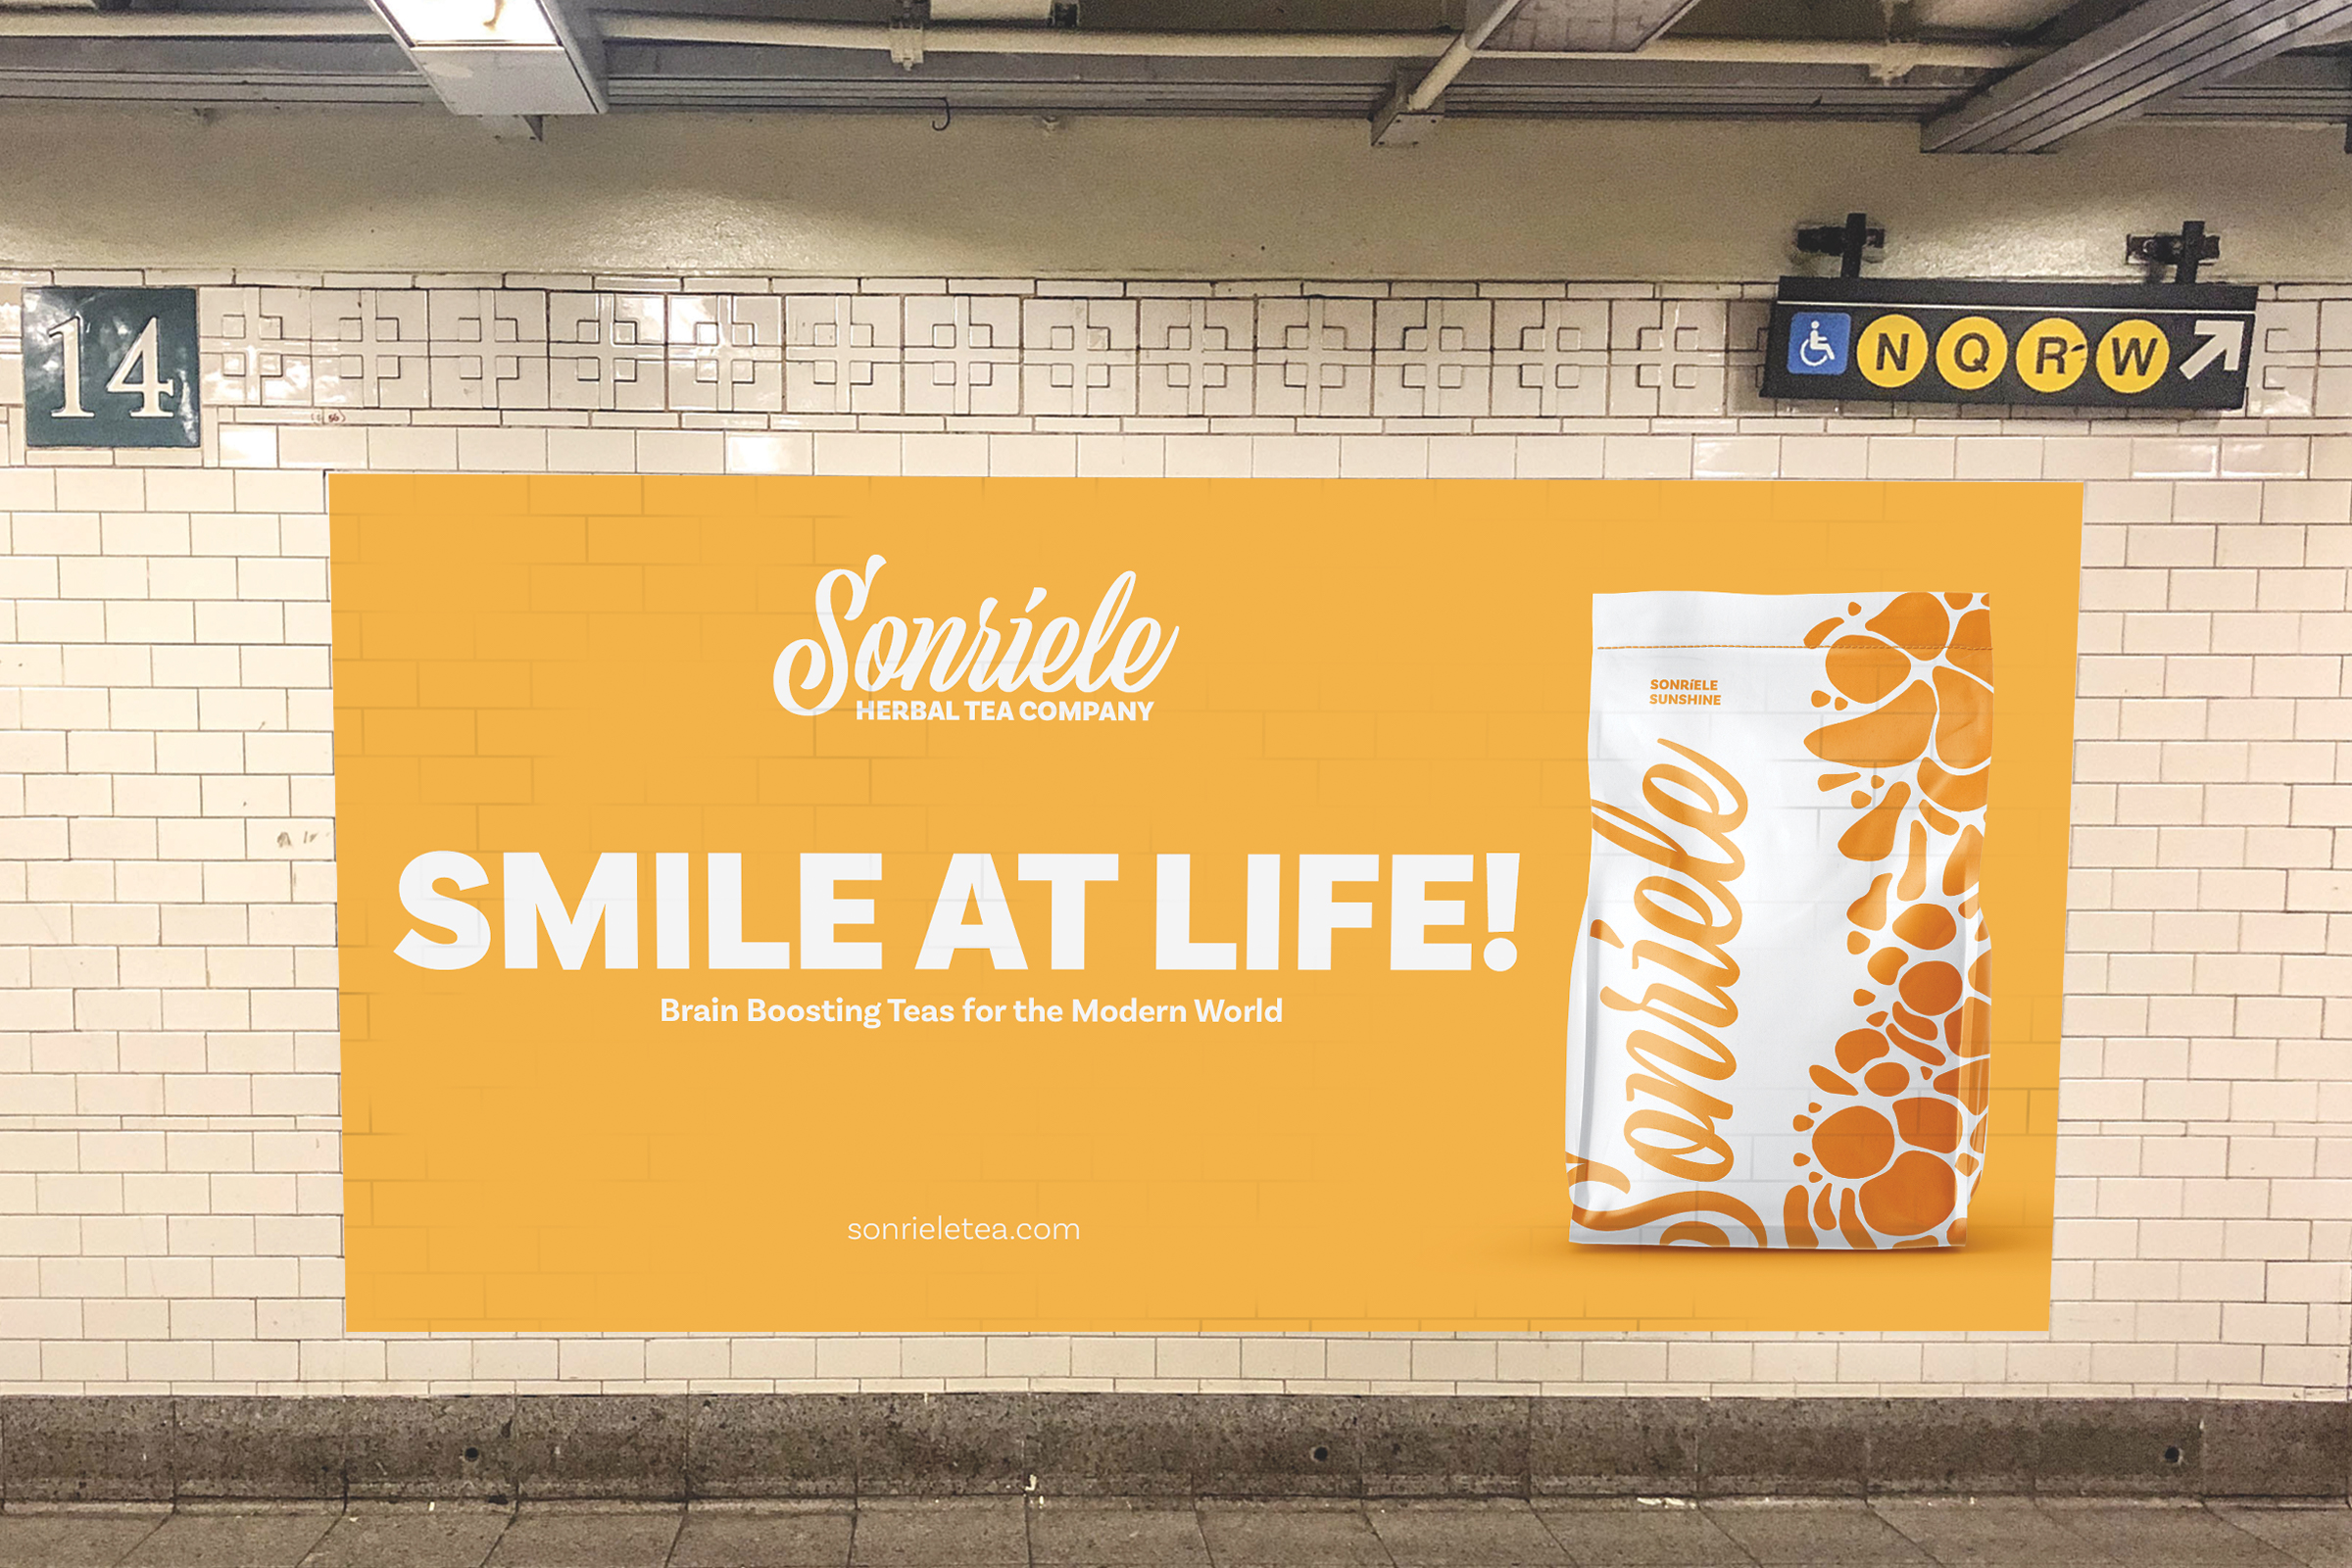 14
N Q R W
Sonríele
HERBAL TEA COMPANY
SMILE AT LIFE!
Brain Boosting Teas for the Modern World
sonrieletea.com
SONRíELE
SUNSHINE
Sonríele